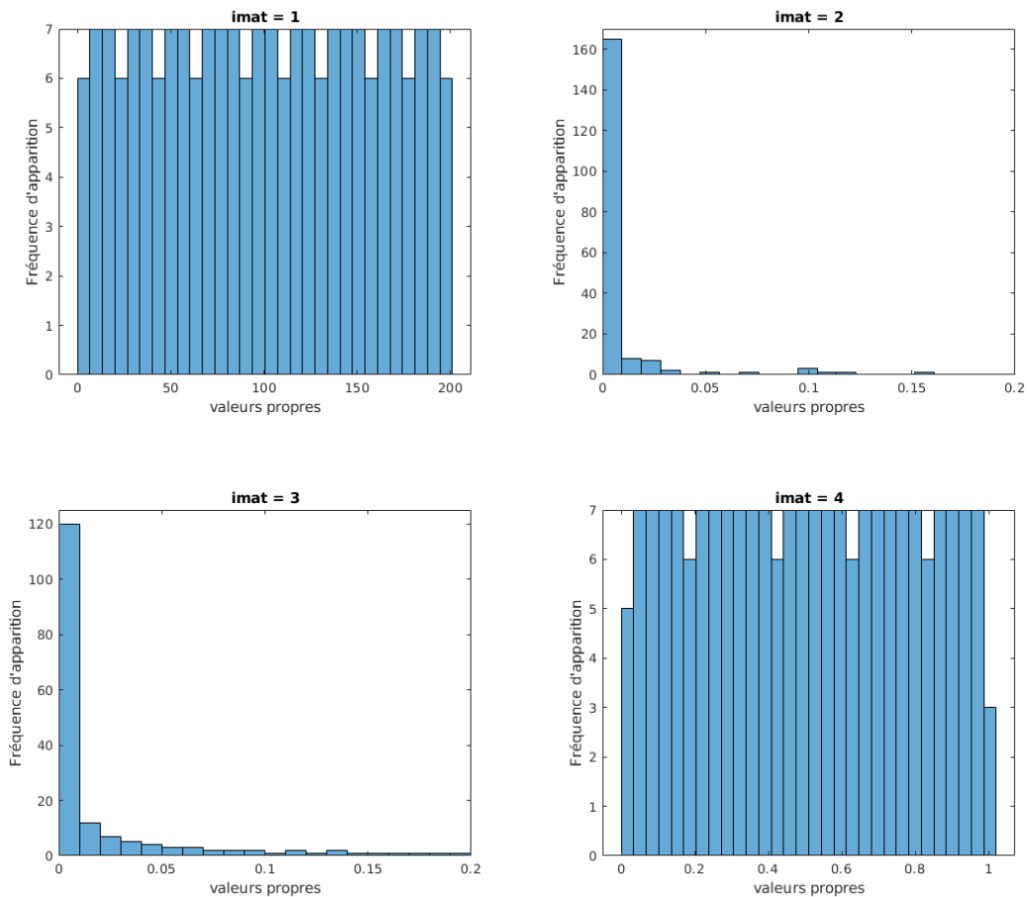 imat = 1
7
6
5
4
3
2
1
0
Fréquence d'apparition
0 50 100 150 200
valeurs propres
imat = 2
160
140
120
100
80
60
40
20
0
Fréquence d'apparition
0 0.05 0.1 0.15 0.2
valeurs propres
imat = 3
120
100
80
60
40
20
0
Fréquence d'apparition
0 0.05 0.1 0.15 0.2
valeurs propres
imat = 4
7
6
5
4
3
2
1
0
Fréquence d'apparition
0 0.2 0.4 0.6 0.8 1
valeurs propres